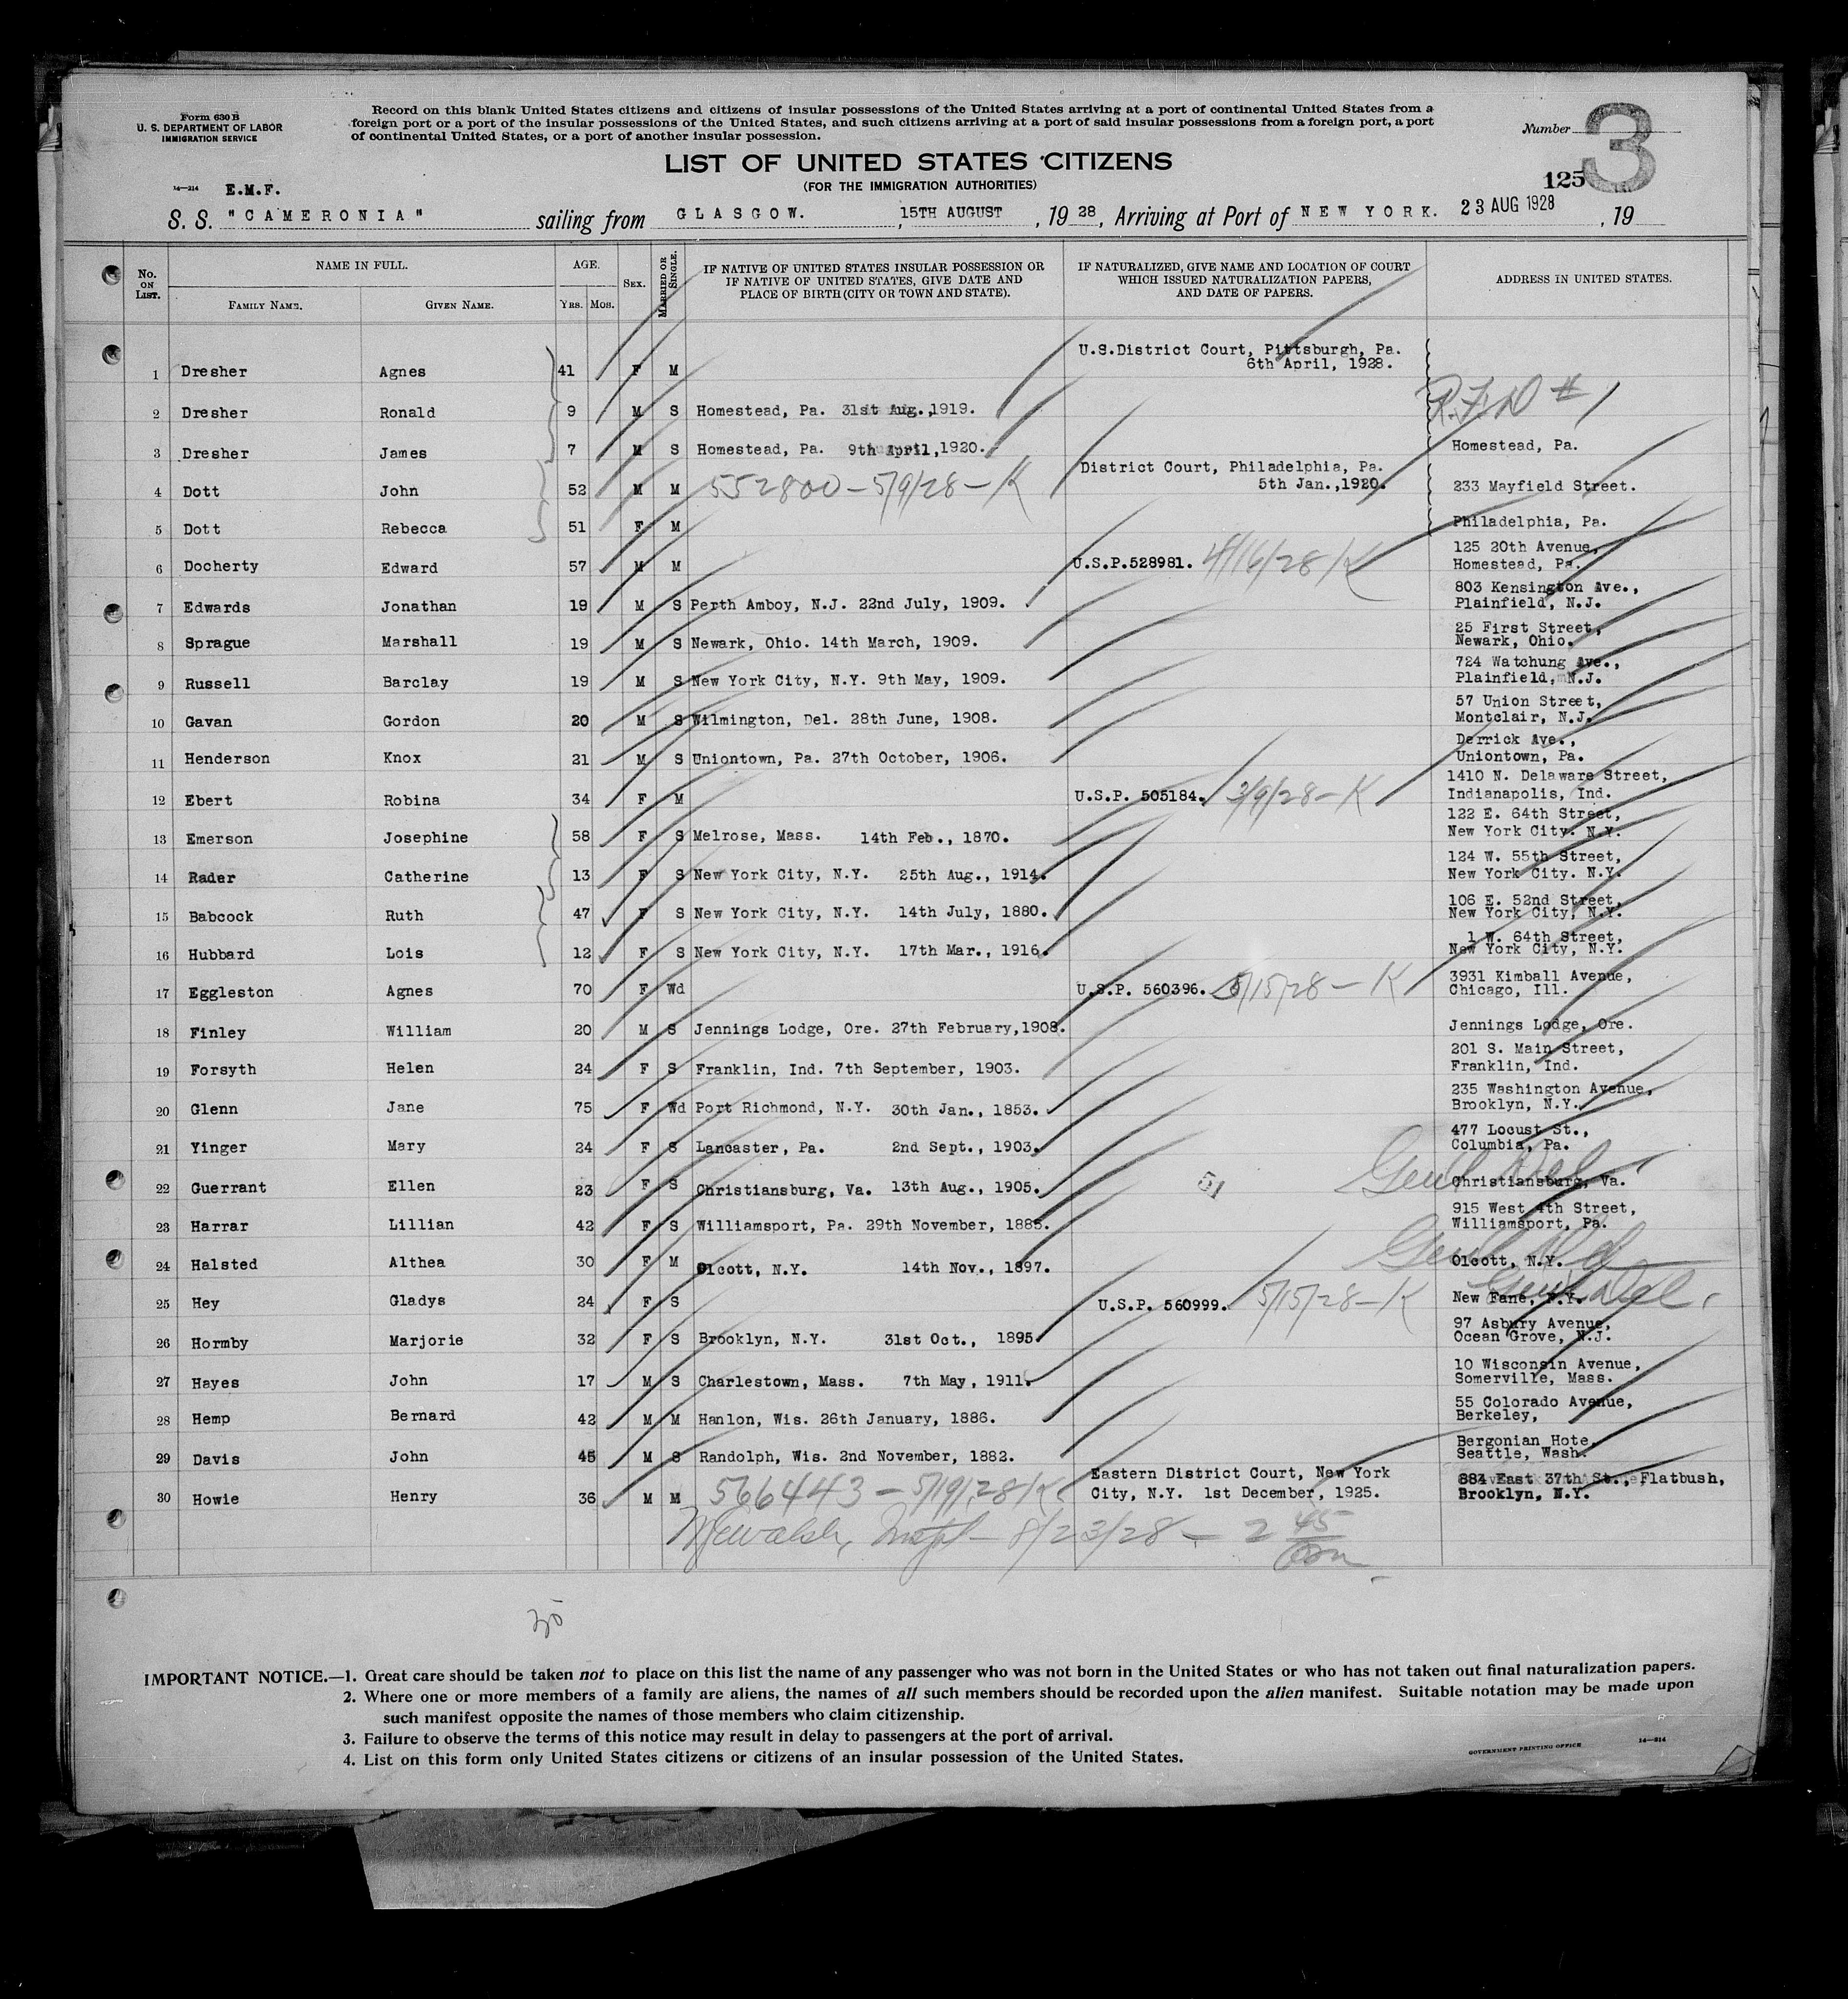 Form 630 B
U. S. DEPARTMENT OF LABOR
IMMIGRATION SERVICE
Record on this blank United States citizens and citizens of insular possessions of the United States arriving at a port of continental United States from a
foreign port or a port of the insular possessions of the United States, and such citizens arriving at a port of said insular possessions from a foreign port, a port
of continental United States, or a port of another insular possession.
Number 3
LIST OF UNITED STATES CITIZENS
(FOR THE IMMIGRATION AUTHORITIES)
125
14—214 E.M.F.
S. S. "CAMERONIA" sailing from GLASGOW. , 15TH AUGUST , 19 28, Arriving at Port of NEW YORK. 23 AUG 1928 , 19
No. ON LIST.
NAME IN FULL.
FAMILY NAME. GIVEN NAME.
AGE.
YRS. MOS.
SEX.
MARRIED OR SINGLE.
IF NATIVE OF UNITED STATES INSULAR POSSESSION OR
IF NATIVE OF UNITED STATES, GIVE DATE AND
PLACE OF BIRTH (CITY OR TOWN AND STATE).
IF NATURALIZED, GIVE NAME AND LOCATION OF COURT
WHICH ISSUED NATURALIZATION PAPERS,
AND DATE OF PAPERS.
ADDRESS IN UNITED STATES.
1 Dresher Agnes 41 F M U.S.District Court, Pittsburgh, Pa.
6th April, 1928.
R.F.D # 1
2 Dresher Ronald 9 M S Homestead, Pa. 31st Aug.,1919.
3 Dresher James 7 M S Homestead, Pa. 9th April,1920. Homestead, Pa.
4 Dott John 52 M M 552800 - 5/9/28 - K District Court, Philadelphia, Pa.
5th Jan.,1920. 233 Mayfield Street.
5 Dott Rebecca 51 F M Philadelphia, Pa.
6 Docherty Edward 57 M M U.S.P.528981. 4/16/28 K 125 20th Avenue,
Homestead, Pa.
7 Edwards Jonathan 19 M S Perth Amboy, N.J. 22nd July, 1909. 803 Kensington Ave.,
Plainfield, N.J.
8 Sprague Marshall 19 M S Newark, Ohio. 14th March, 1909. 25 First Street,
Newark, Ohio.
9 Russell Barclay 19 M S New York City, N.Y. 9th May, 1909. 724 Watchung Ave.,
Plainfield, N.J.
10 Gavan Gordon 20 M S Wilmington, Del. 28th June, 1908. 57 Union Street,
Montclair, N.J.
11 Henderson Knox 21 M S Uniontown, Pa. 27th October, 1906. Derrick Ave.,
Uniontown, Pa.
12 Ebert Robina 34 F M U.S.P. 505184. 3/9/28 - K 1410 N. Delaware Street,
Indianapolis, Ind.
13 Emerson Josephine 58 F S Melrose, Mass. 14th Feb., 1870. 122 E. 64th Street,
New York City. N.Y.
14 Rader Catherine 13 F S New York City, N.Y. 25th Aug., 1914. 124 W. 55th Street,
New York City. N.Y.
15 Babcock Ruth 47 F S New York City, N.Y. 14th July, 1880. 106 E. 52nd Street,
New York City, N.Y.
16 Hubbard Lois 12 F S New York City, N.Y. 17th Mar., 1916. 1 W. 64th Street,
New York City, N.Y.
17 Eggleston Agnes 70 F Wd U.S.P. 560396. 5/15/28 - K 3931 Kimball Avenue,
Chicago, Ill.
18 Finley William 20 M S Jennings Lodge, Ore. 27th February,1908. Jennings Lodge, Ore.
19 Forsyth Helen 24 F S Franklin, Ind. 7th September, 1903. 201 S. Main Street,
Franklin, Ind.
20 Glenn Jane 75 F Wd Port Richmond, N.Y. 30th Jan., 1853. 235 Washington Avenue,
Brooklyn, N.Y.
21 Yinger Mary 24 F S Lancaster, Pa. 2nd Sept., 1903. 477 Locust St.,
Columbia, Pa.
22 Guerrant Ellen 23 F S Christiansburg, Va. 13th Aug., 1905. 51 Genl Del Christiansburg, Va.
23 Harrar Lillian 42 F S Williamsport, Pa. 29th November, 1885. 915 West 4th Street,
Williamsport, Pa.
24 Halsted Althea 30 F M Olcott, N.Y. 14th Nov., 1897. Genl Del Olcott, N.Y.
25 Hey Gladys 24 F S U.S.P. 560999. 5/15/28 - K New Fane, N.Y. Genl Del.
26 Hormby Marjorie 32 F S Brooklyn, N.Y. 31st Oct., 1895 97 Asbury Avenue,
Ocean Grove, N.J.
27 Hayes John 17 M S Charlestown, Mass. 7th May, 1911. 10 Wisconsin Avenue,
Somerville, Mass.
28 Hemp Bernard 42 M M Hanlon, Wis. 26th January, 1886. 55 Colorado Avenue,
Berkeley,
29 Davis John 45 M S Randolph, Wis. 2nd November, 1882. Bergonian Hote,
Seattle, Wash.
30 Howie Henry 36 M M 566443 - 5/19/28 K Eastern District Court, New York
City, N.Y. 1st December, 1925. 884 East 37th St., Flatbush,
Brooklyn, N.Y.
8/23/28 - 2 45
30
IMPORTANT NOTICE.—1. Great care should be taken not to place on this list the name of any passenger who was not born in the United States or who has not taken out final naturalization papers.
2. Where one or more members of a family are aliens, the names of all such members should be recorded upon the alien manifest. Suitable notation may be made upon
such manifest opposite the names of those members who claim citizenship.
3. Failure to observe the terms of this notice may result in delay to passengers at the port of arrival.
4. List on this form only United States citizens or citizens of an insular possession of the United States.
GOVERNMENT PRINTING OFFICE 14—214